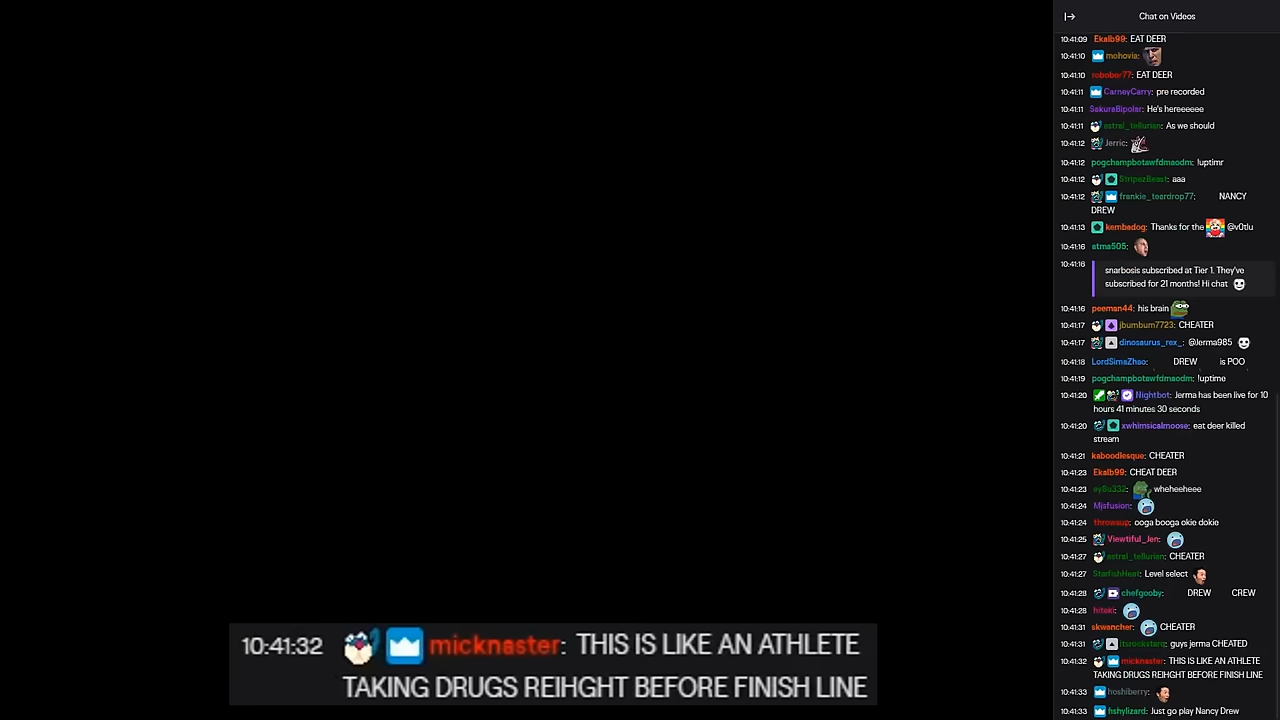 Chat on Videos
10:41:09 Ekalb99: EAT DEER
10:41:10 mohovia:
10:41:10 robobor77: EAT DEER
10:41:11 CarneyCarry: pre recorded
10:41:11 SakuraBipolar: He's hereeeeee
10:41:11 astral_tellurian: As we should
10:41:12 Jerric:
10:41:12 pogchampbotawfdmaodm: !uptimr
10:41:12 StripezBeast: aaa
10:41:12 frankie_teardrop77: NANCY
DREW
10:41:13 kembadog: Thanks for the @v0tlu
10:41:16 atma505:
10:41:16
snarbosis subscribed at Tier 1. They've
subscribed for 21 months! Hi chat
10:41:16 peeman44: his brain
10:41:17 jbumbum7723: CHEATER
10:41:17 dinosaurus_rex_: @Jerma985
10:41:18 LordSimaZhao: DREW is POO
10:41:19 pogchampbotawfdmaodm: !uptime
10:41:20 Nightbot: Jerma has been live for 10
hours 41 minutes 30 seconds
10:41:20 xwhimsicalmoose: eat deer killed
stream
10:41:21 kaboodlesque: CHEATER
10:41:23 Ekalb99: CHEAT DEER
10:41:23 wheheeheee
10:41:24 Mjsfusion:
10:41:24 throwsup: ooga booga okie dokie
10:41:25 Viewtiful_Jen:
10:41:27 astral_tellurian: CHEATER
10:41:27 StarfishHeat: Level select
10:41:28 chefgooby: DREW CREW
10:41:28 hiteki:
10:41:31 skwancher: CHEATER
10:41:31 itsrockstarq: guys jerma CHEATED
10:41:32 micknaster: THIS IS LIKE AN ATHLETE
TAKING DRUGS REIHGHT BEFORE FINISH LINE
10:41:33 hoshiberry:
10:41:33 fishylizard: Just go play Nancy Drew
10:41:32 micknaster: THIS IS LIKE AN ATHLETE
TAKING DRUGS REIHGHT BEFORE FINISH LINE